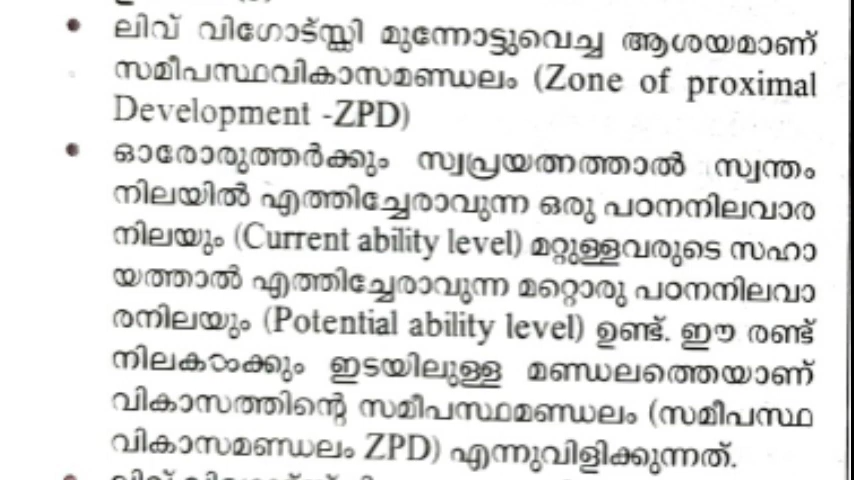 ലിവ് വിഗോട്സ്കി മുന്നോട്ടുവെച്ച ആശയമാണ്
സമീപസ്ഥവികാസമണ്ഡലം (Zone of proximal
Development -ZPD)
ഓരോരുത്തർക്കും സ്വപ്രയത്നത്താൽ സ്വന്തം
നിലയിൽ എത്തിച്ചേരാവുന്ന ഒരു പഠനനിലവാര
നിലയും (Current ability level) മറ്റുള്ളവരുടെ സഹാ
യത്താൽ എത്തിച്ചേരാവുന്ന മറ്റൊരു പഠനനിലവാ
രനിലയും (Potential ability level) ഉണ്ട്. ഈ രണ്ട്
നിലകൾക്കും ഇടയിലുള്ള മണ്ഡലത്തെയാണ്
വികാസത്തിന്റെ സമീപസ്ഥമണ്ഡലം (സമീപസ്ഥ
വികാസമണ്ഡലം ZPD) എന്നുവിളിക്കുന്നത്.